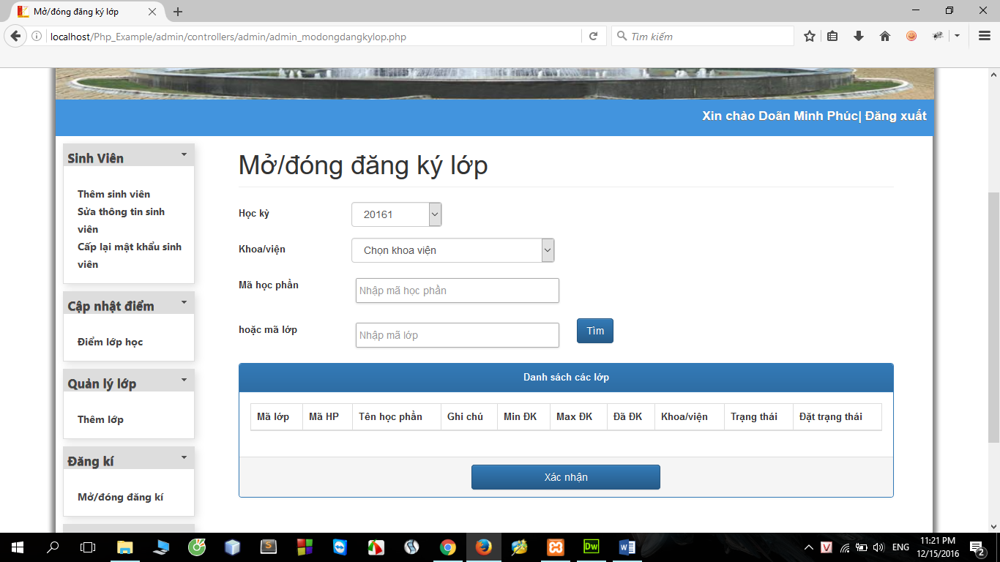 Mở/đóng đăng ký lớp
localhost/Php_Example/admin/controllers/admin/admin_modongdangkylop.php
Tìm kiếm
Xin chào Doãn Minh Phúc| Đăng xuất
Sinh Viên
Thêm sinh viên
Sửa thông tin sinh
viên
Cấp lại mật khẩu sinh
viên
Cập nhật điểm
Điểm lớp học
Quản lý lớp
Thêm lớp
Đăng kí
Mở/đóng đăng kí
Mở/đóng đăng ký lớp
Học kỳ
20161
Khoa/viện
Chọn khoa viện
Mã học phần
Nhập mã học phần
hoặc mã lớp
Nhập mã lớp
Tìm
Danh sách các lớp
Mã lớp Mã HP Tên học phần Ghi chú Min ĐK Max ĐK Đã ĐK Khoa/viện Trạng thái Đặt trạng thái
Xác nhận
S
Dw
W
V
ENG
11:21 PM
12/15/2016
2